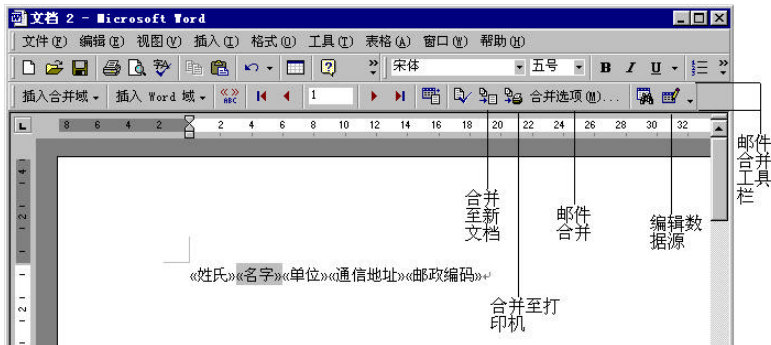 文档 2 - Microsoft Word
文件(F) 编辑(E) 视图(V) 插入(I) 格式(O) 工具(T) 表格(A) 窗口(W) 帮助(H)
宋体 五号 B I U
插入合并域 插入 Word 域 «» ABC 1 合并选项(M)...
L 8 6 4 2 2 4 6 8 10 12 14 16 18 20 22 24 26 28 30 32
邮件
合并
工具
栏
合并
至新
文档
邮件
合并
编辑数
据源
4
2
«姓氏»«名字»«单位»«通信地址»«邮政编码»↵
合并至打
印机
2